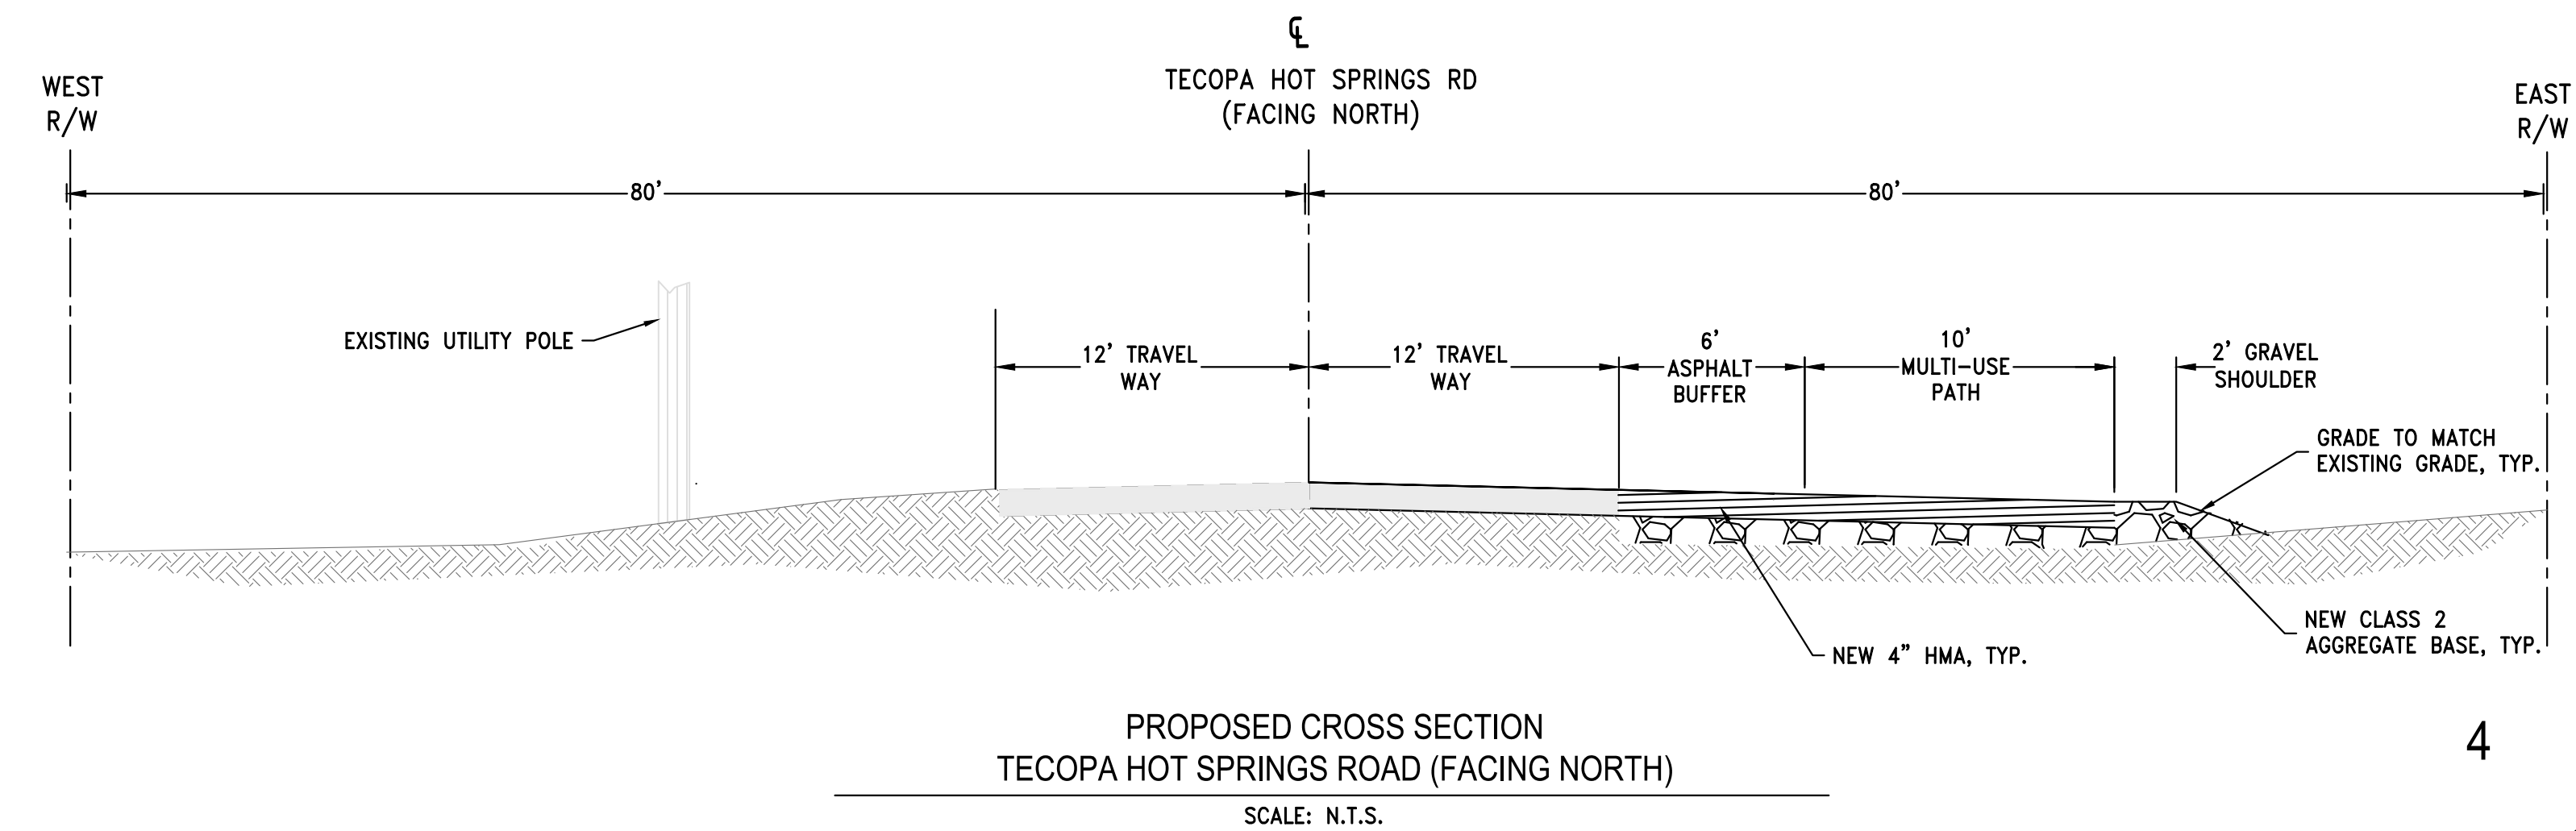 ℄
TECOPA HOT SPRINGS RD
(FACING NORTH)
WEST
R/W
EAST
R/W
80'
80'
EXISTING UTILITY POLE
12' TRAVEL
WAY
12' TRAVEL
WAY
6'
ASPHALT
BUFFER
10'
MULTI-USE
PATH
2' GRAVEL
SHOULDER
GRADE TO MATCH
EXISTING GRADE, TYP.
NEW CLASS 2
AGGREGATE BASE, TYP.
NEW 4" HMA, TYP.
PROPOSED CROSS SECTION
TECOPA HOT SPRINGS ROAD (FACING NORTH)
SCALE: N.T.S.
4